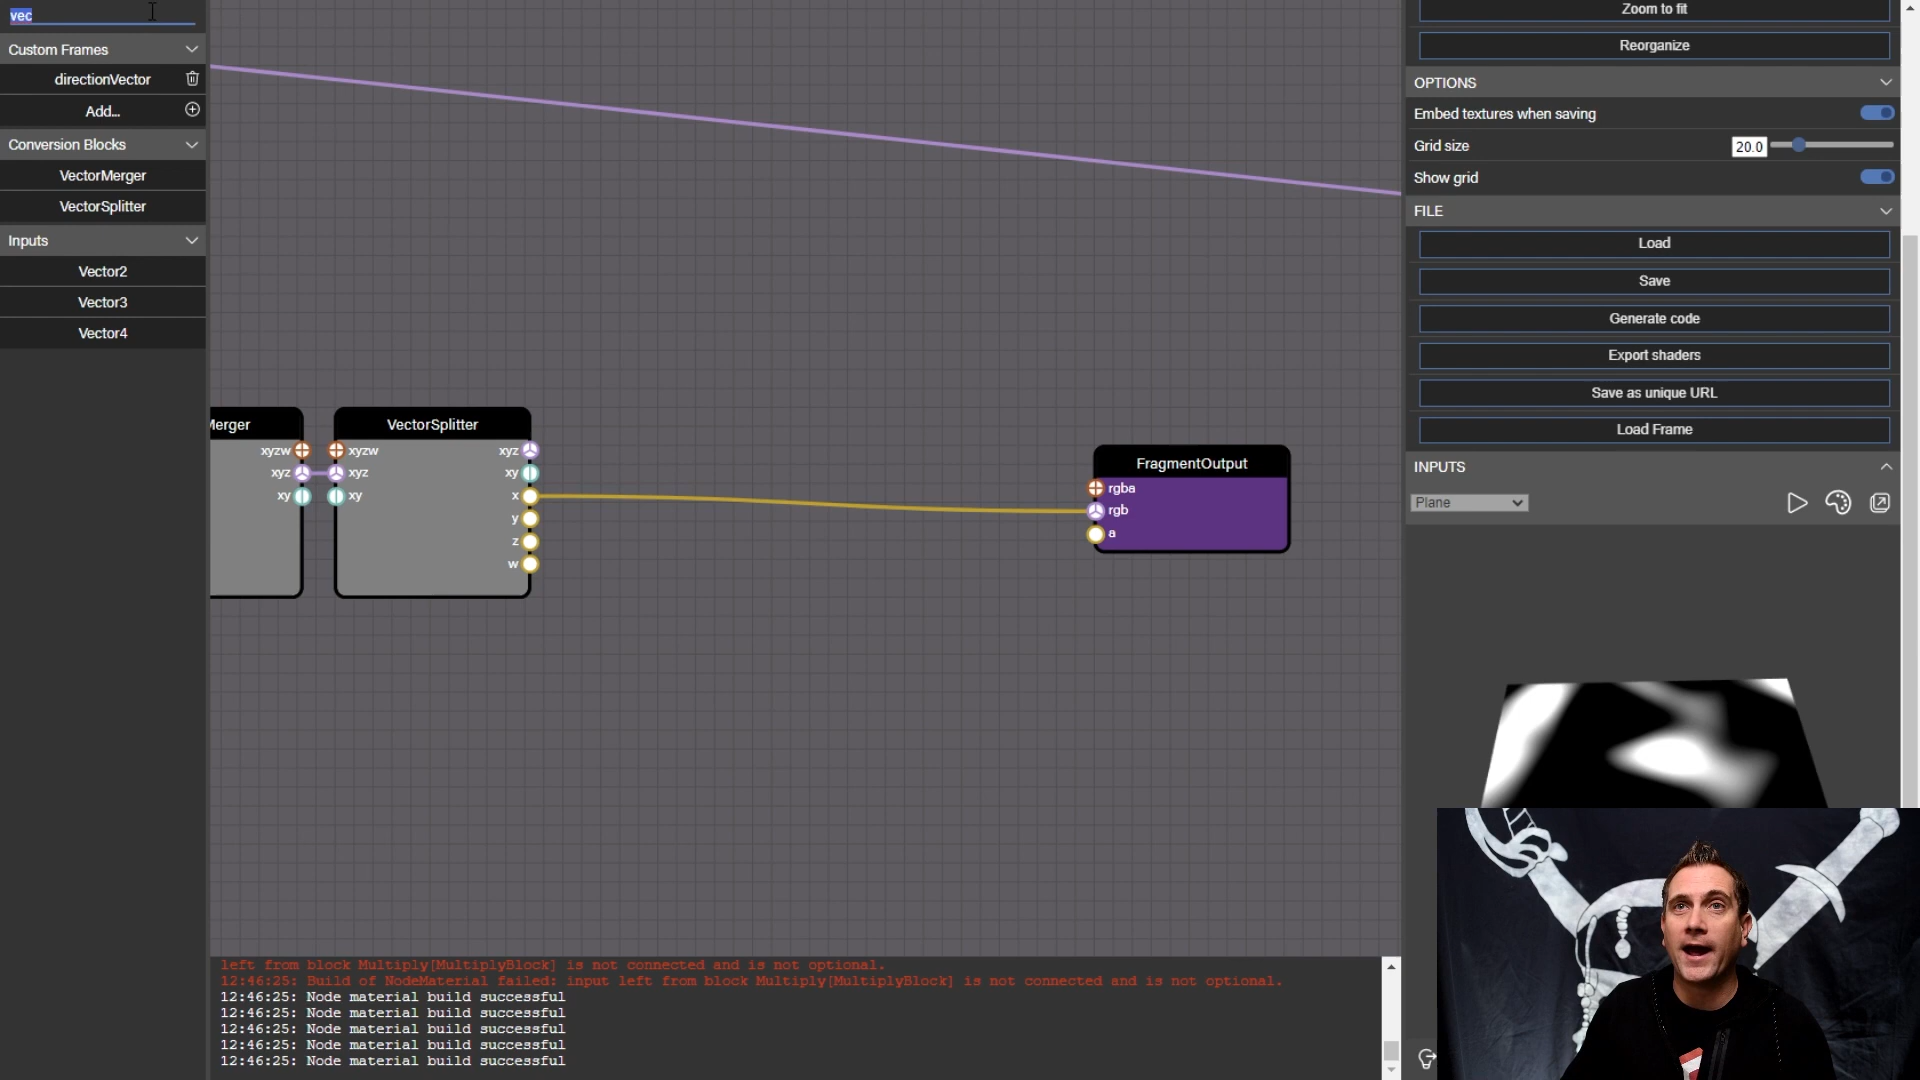 vec
Custom Frames
directionVector
Add...
Conversion Blocks
VectorMerger
VectorSplitter
Inputs
Vector2
Vector3
Vector4
Merger
xyzw
xyz
xy
VectorSplitter
xyzw
xyz
xy
xyz
xy
x
y
z
w
FragmentOutput
rgba
rgb
a
left from block Multiply[MultiplyBlock] is not connected and is not optional.
12:46:25: Build of NodeMaterial failed: input left from block Multiply[MultiplyBlock] is not connected and is not optional.
12:46:25: Node material build successful
12:46:25: Node material build successful
12:46:25: Node material build successful
12:46:25: Node material build successful
12:46:25: Node material build successful
Zoom to fit
Reorganize
OPTIONS
Embed textures when saving
Grid size 20.0
Show grid
FILE
Load
Save
Generate code
Export shaders
Save as unique URL
Load Frame
INPUTS
Plane